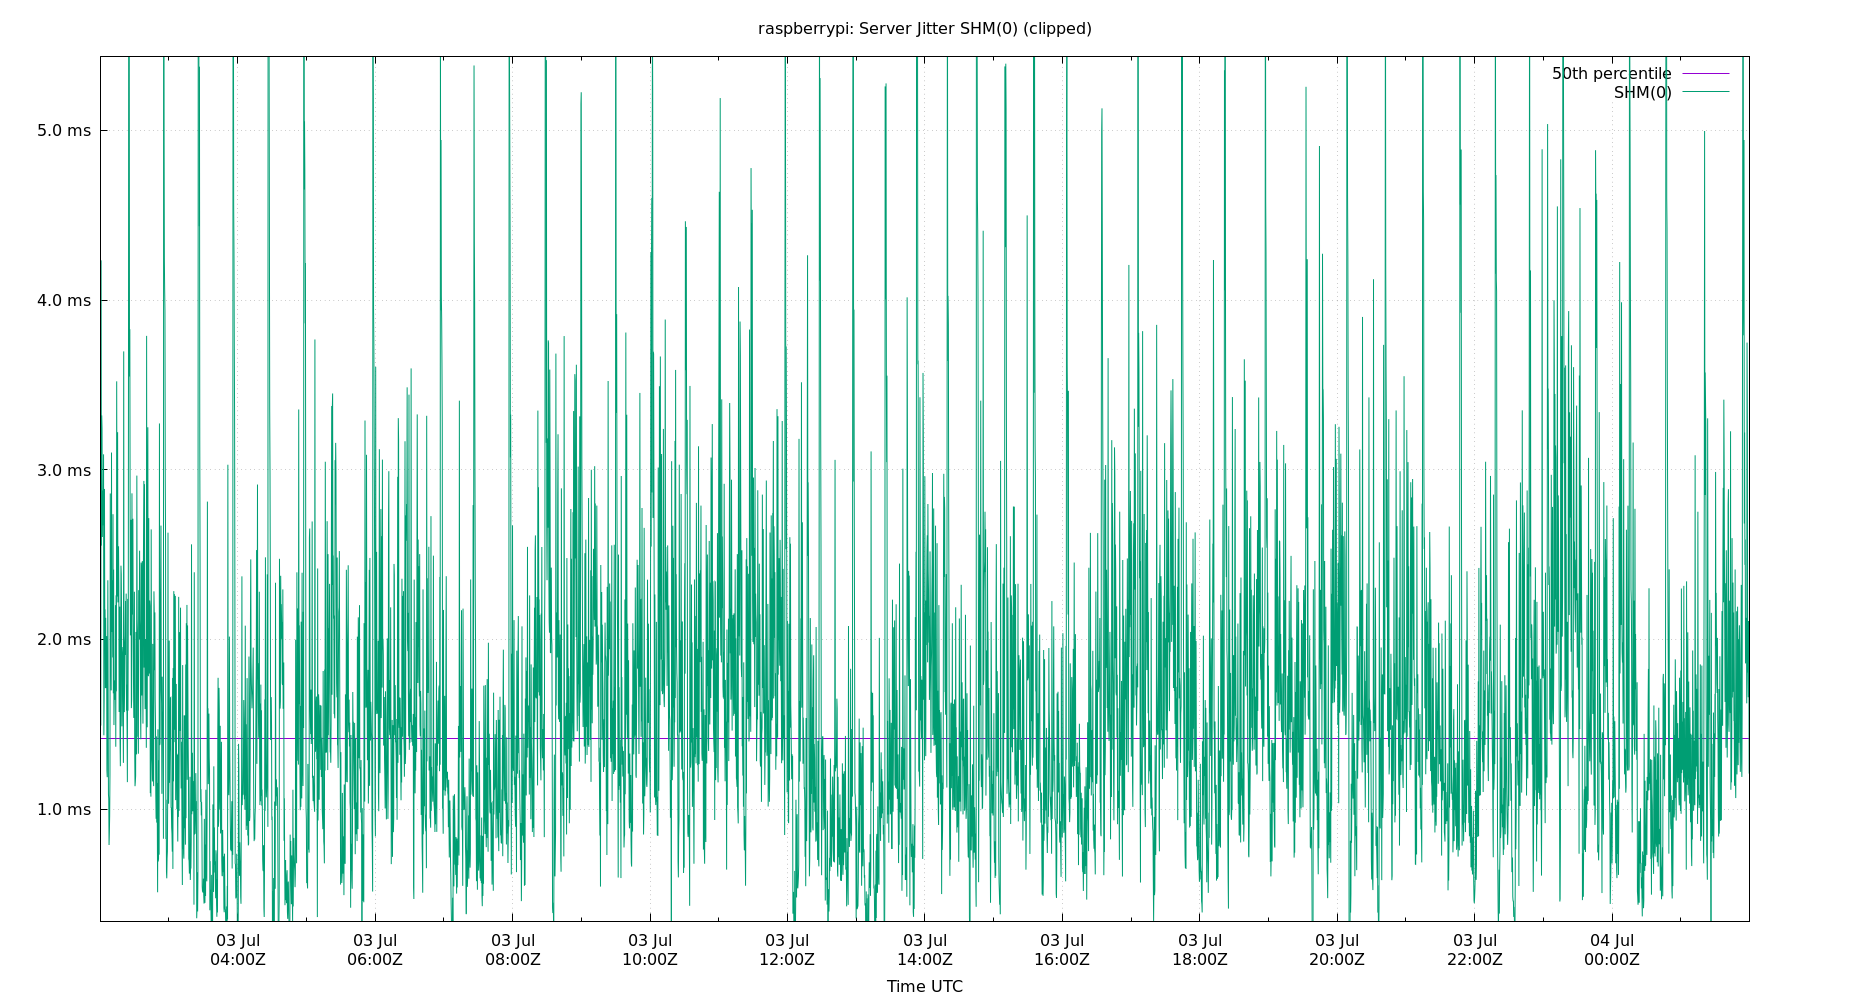 raspberrypi: Server Jitter SHM(0) (clipped)
50th percentile
SHM(0)
5.0 ms
4.0 ms
3.0 ms
2.0 ms
1.0 ms
03 Jul 03 Jul 03 Jul 03 Jul 03 Jul 03 Jul 03 Jul 03 Jul 03 Jul 03 Jul 04 Jul
04:00Z 06:00Z 08:00Z 10:00Z 12:00Z 14:00Z 16:00Z 18:00Z 20:00Z 22:00Z 00:00Z
Time UTC